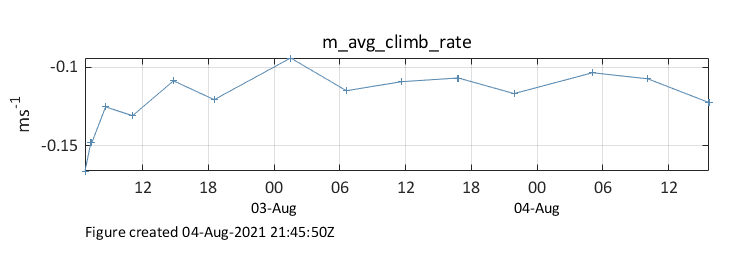 m_avg_climb_rate
-0.1
ms-1
-0.15
12 18 00 06 12 18 00 06 12
03-Aug 04-Aug
Figure created 04-Aug-2021 21:45:50Z